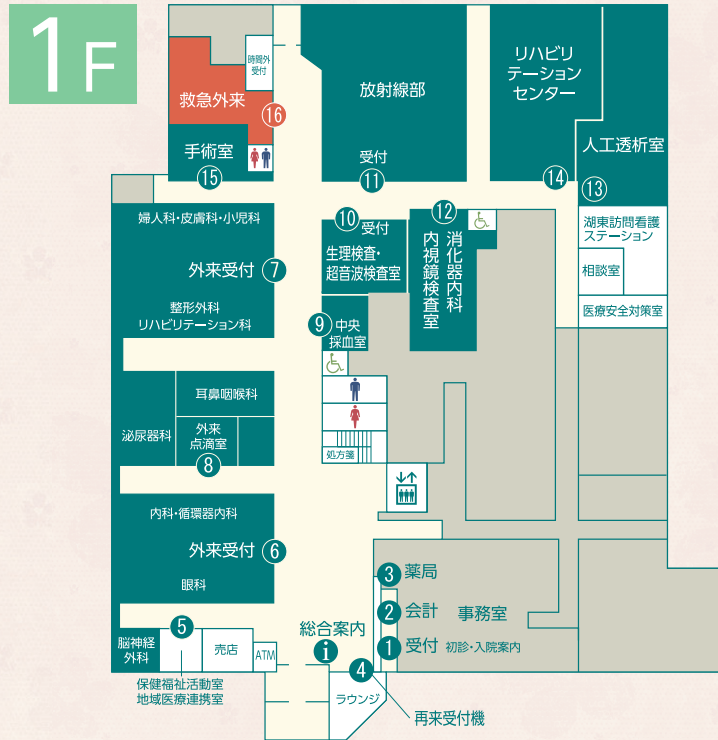 1F
時間外
受付
救急外来
16
手術室
15
放射線部
受付
11
リハビリ
テーション
センター
14
人工透析室
13
湖東訪問看護
ステーション
相談室
医療安全対策室
婦人科・皮膚科・小児科
外来受付
7
整形外科
リハビリテーション科
10
受付
生理検査・
超音波検査室
12
消化器内科
内視鏡検査室
9
中央
採血室
処方箋
耳鼻咽喉科
泌尿器科
外来
点滴室
8
内科・循環器内科
外来受付
6
眼科
3
薬局
2
会計
事務室
1
受付
初診・入院案内
総合案内
i
4
再来受付機
ラウンジ
5
脳神経
外科
売店
ATM
保健福祉活動室
地域医療連携室